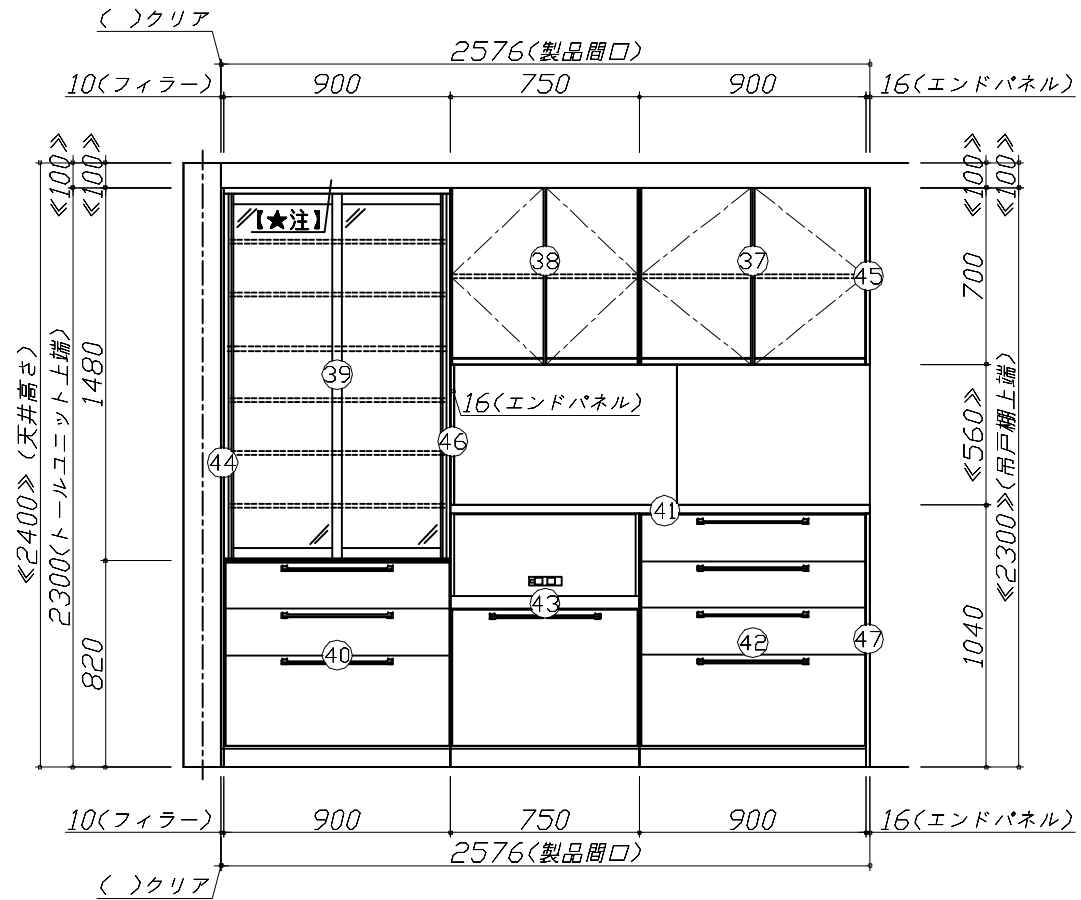 ( )クリア
2576(製品間口)
10(フィラー)
900
750
900
16(エンドパネル)
≪100≫
≪100≫
≪100≫
≪100≫
【★注】
38
37
45
700
39
1480
≪2400≫(天井高さ)
2300(トールユニット上端)
16(エンドパネル)
≪560≫
≪2300≫(吊戸棚上端)
46
44
41
43
42
47
40
820
1040
10(フィラー)
900
750
900
16(エンドパネル)
2576(製品間口)
( )クリア